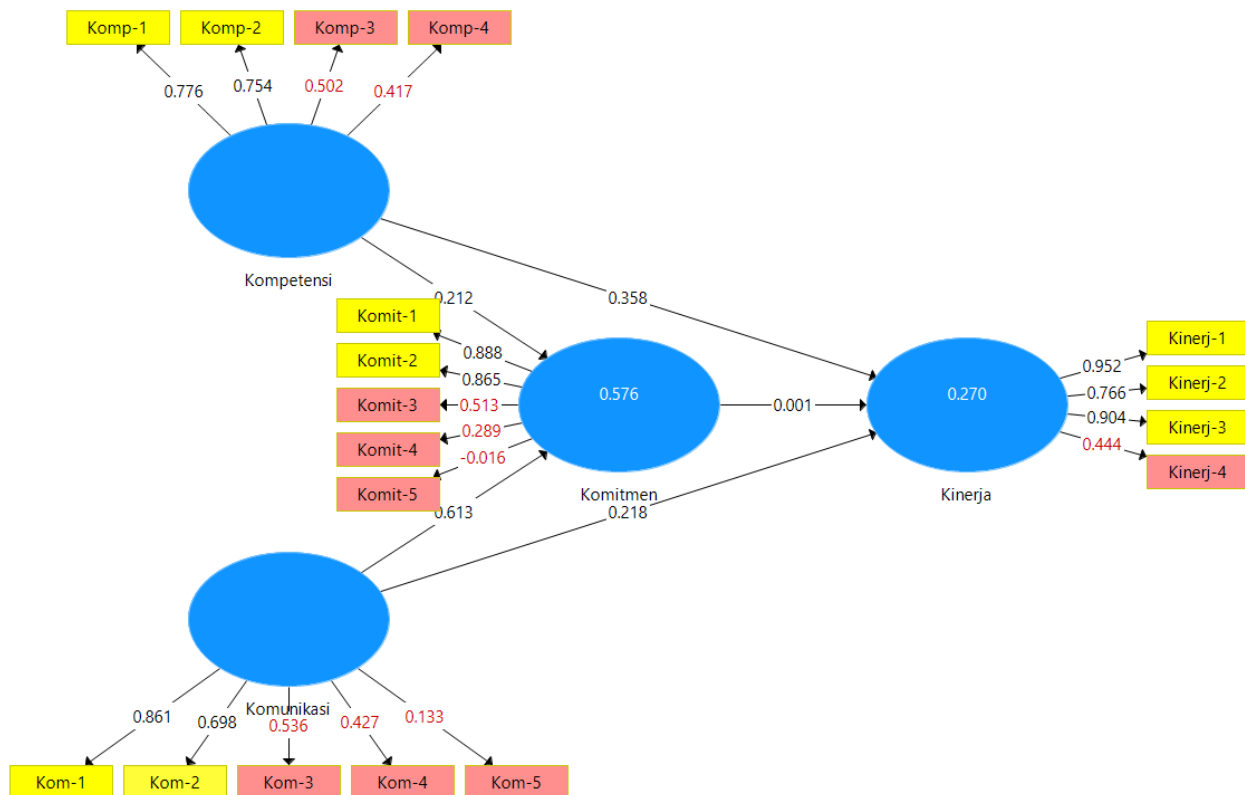 Komp-1 Komp-2 Komp-3 Komp-4
0.776 0.754 0.502 0.417
Kompetensi
0.212 0.358
Komit-1
Komit-2
Komit-3
Komit-4
Komit-5
0.888
0.865
0.513
0.289
-0.016
0.576
Komitmen
0.001
0.270
Kinerja
0.952
0.766
0.904
0.444
Kinerj-1
Kinerj-2
Kinerj-3
Kinerj-4
0.613 0.218
Komunikasi
0.861 0.698 0.536 0.427 0.133
Kom-1 Kom-2 Kom-3 Kom-4 Kom-5